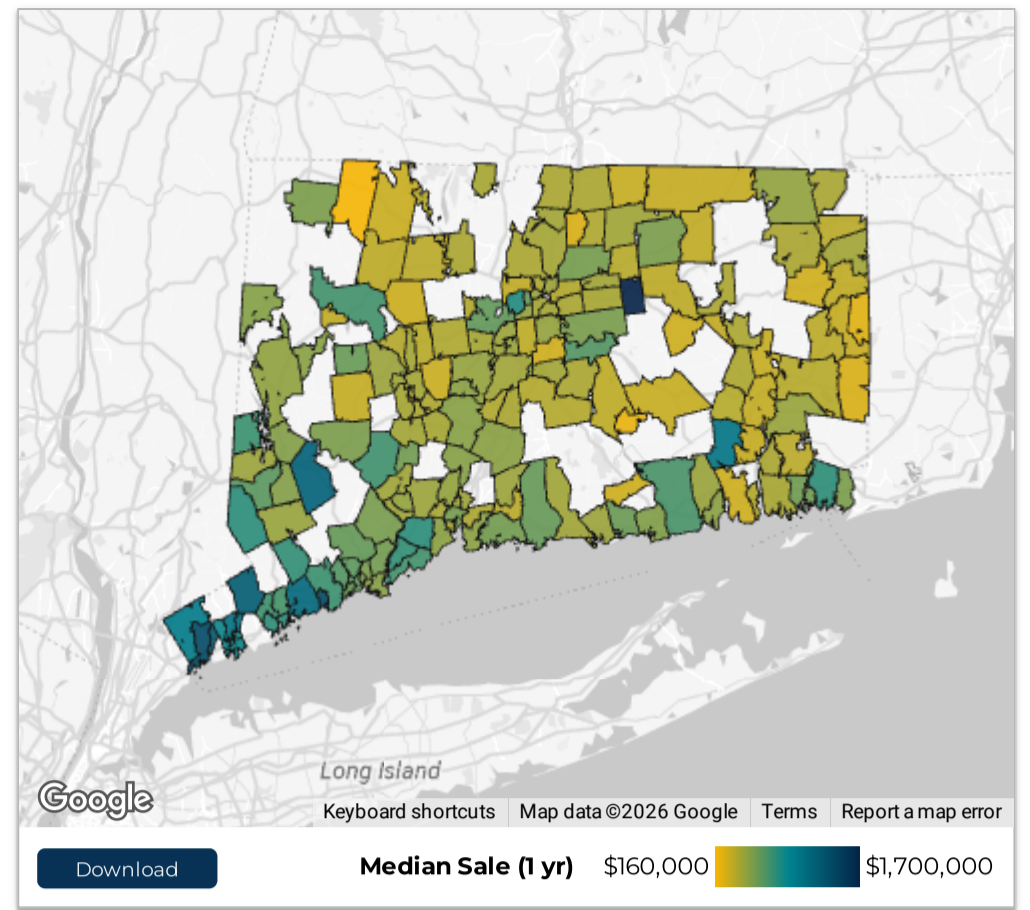 Long Island
Google
Keyboard shortcuts
Map data ©2026 Google
Terms
Report a map error
Download
Median Sale (1 yr)
$160,000
$1,700,000